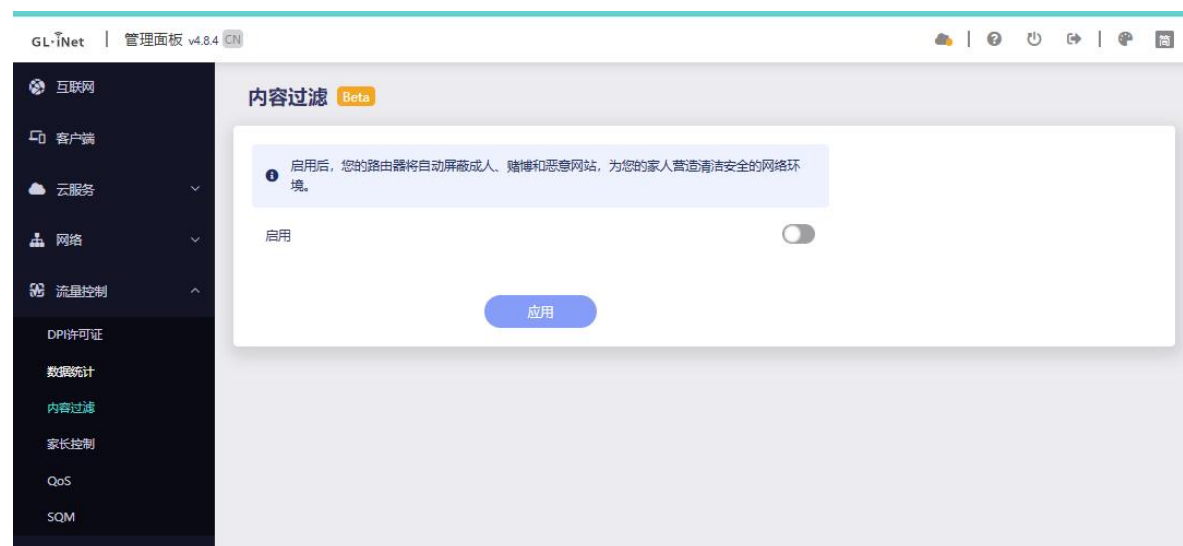 GL·iNet | 管理面板 v4.8.4 CN
简
互联网
客户端
云服务
网络
流量控制
DPI许可证
数据统计
内容过滤
家长控制
QoS
SQM
内容过滤 Beta
启用后，您的路由器将自动屏蔽成人、赌博和恶意网站，为您的家人营造清洁安全的网络环
境。
启用
应用